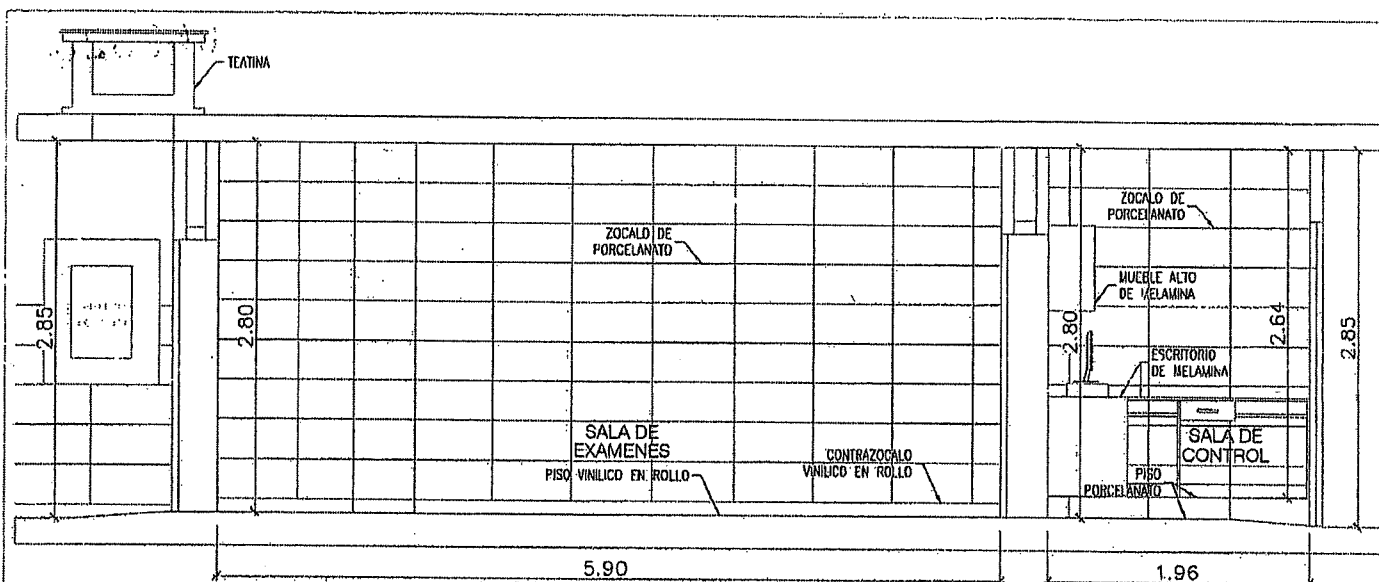 TEATINA
ZOCALO DE
PORCELANATO
ZOCALO DE
PORCELANATO
MUEBLE ALTO
DE MELAMINA
2.85
2.80
2.80
2.64
2.85
ESCRITORIO
DE MELAMINA
SALA DE
EXAMENES
PISO VINILICO EN ROLLO
CONTRAZOCALO
VINILICO EN ROLLO
SALA DE
CONTROL
PISO
PORCELANATO
5.90
1.96